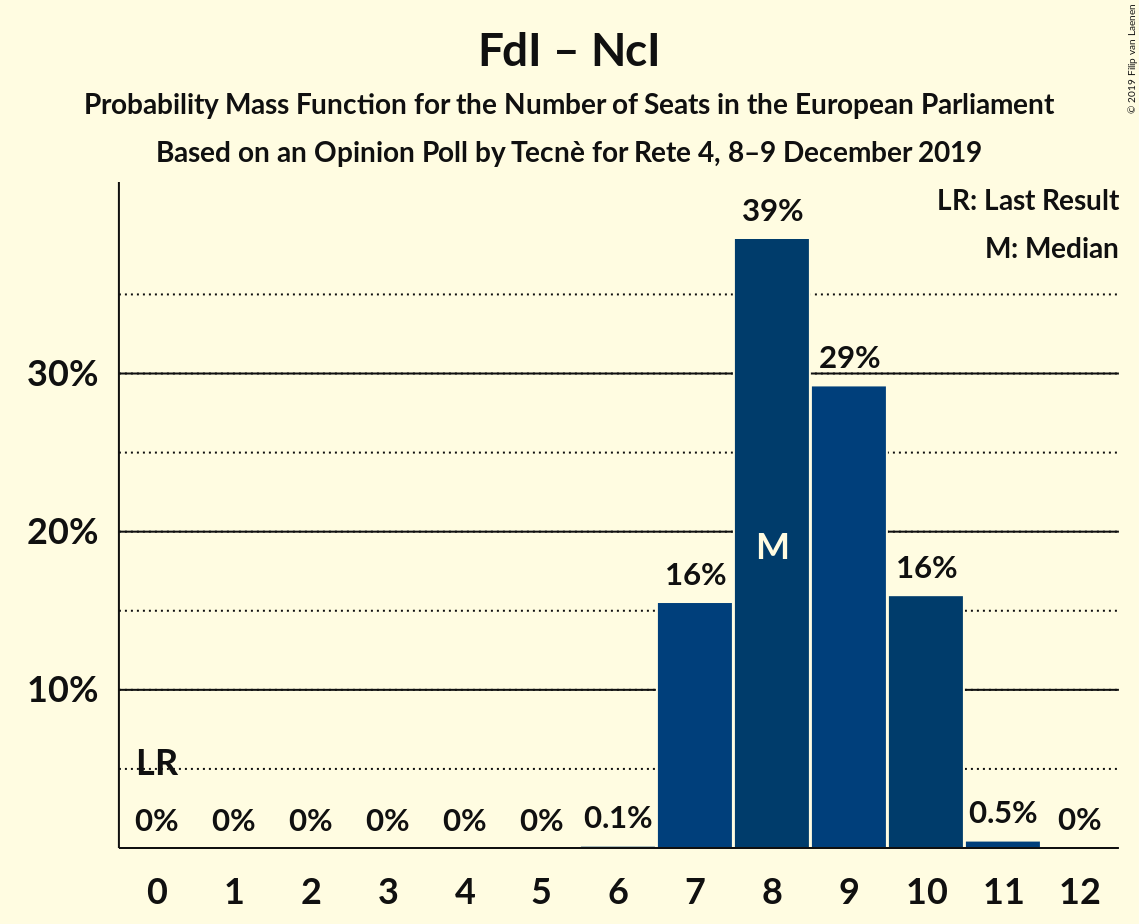 FdI – NcI
Probability Mass Function for the Number of Seats in the European Parliament
Based on an Opinion Poll by Tecnè for Rete 4, 8–9 December 2019
© 2019 Filip van Laenen
LR: Last Result
M: Median
39%
29%
30%
20%
M
16%
16%
10%
LR
0% 0% 0% 0% 0% 0% 0.1% 0.5% 0%
0 1 2 3 4 5 6 7 8 9 10 11 12